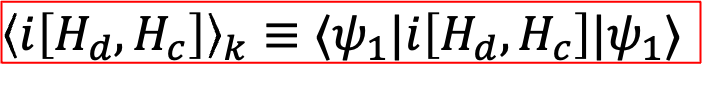 ⟨i[H_d, H_c]⟩_k ≡ ⟨ψ_1|i[H_d, H_c]|ψ_1⟩